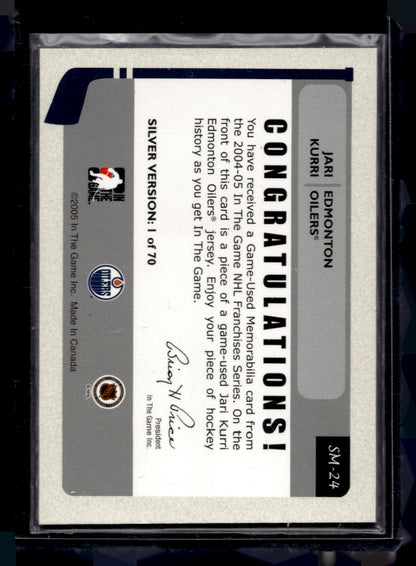 JARI
KURRI
EDMONTON
OILERS®
SM-24
CONGRATULATIONS!
You have received a Game-Used Memorabilia card from
the 2004-05 In The Game NHL Franchises Series. On the
front of this card is a piece of a game-used Jari Kurri
Edmonton Oilers® Jersey. Enjoy your piece of hockey
history as you get In The Game.
SILVER VERSION: 1 of 70
Brian H Price
President
In The Game Inc.
IN
THE
GAME
OILERS
NHL
©2005 In The Game Inc. Made in Canada